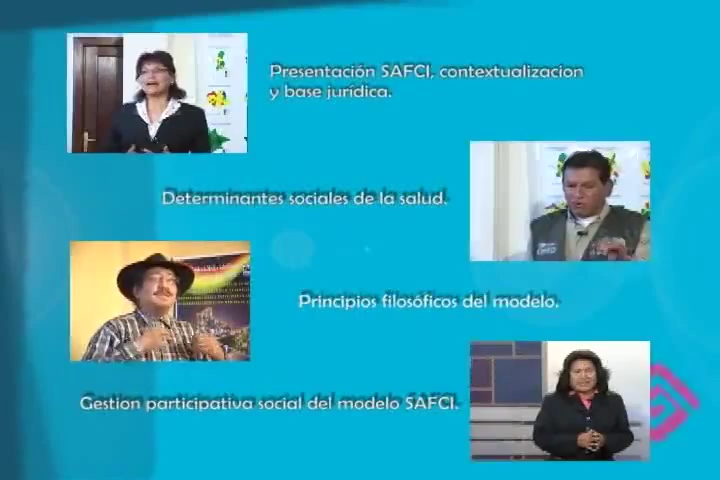 Presentación SAFCI, contextualizacion
y base jurídica.
Determinantes sociales de la salud.
Principios filosóficos del modelo.
Gestion participativa social del modelo SAFCI.